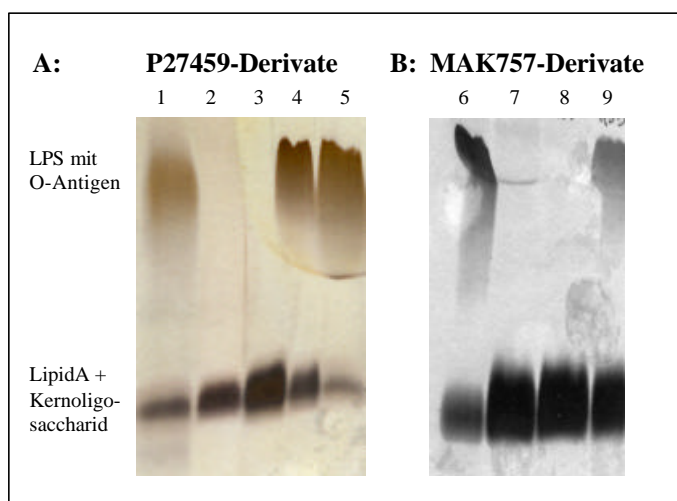 A: P27459-Derivate
B: MAK757-Derivate
1 2 3 4 5
6 7 8 9
LPS mit
O-Antigen
LipidA +
Kernoligo-
saccharid